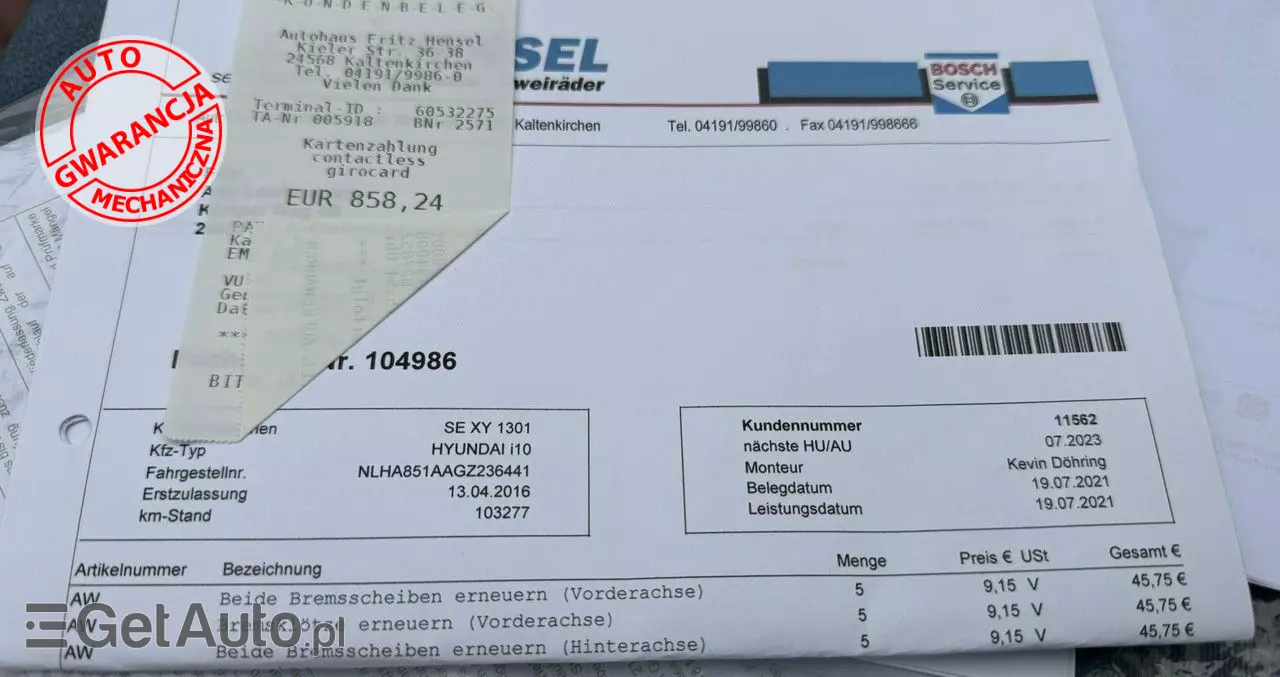 KUNDENBELEG
Autohaus Fritz Hensel
Kieler Str. 36-38
24568 Kaltenkirchen
Tel. 04191/9986-0
Vielen Dank
Terminal-ID : 60532275
TA-Nr 005918 BNr 2571
Kartenzahlung
contactless
girocard
EUR 858,24
BIT
AUTO
GWARANCJA
MECHANICZNA
SEL
weiräder
BOSCH
Service
Kaltenkirchen Tel. 04191/99860 . Fax 04191/998666
Nr. 104986
SE XY 1301
Kfz-Typ HYUNDAI i10
Fahrgestellnr. NLHA851AAGZ236441
Erstzulassung 13.04.2016
km-Stand 103277
Kundennummer 11562
nächste HU/AU 07.2023
Monteur Kevin Döhring
Belegdatum 19.07.2021
Leistungsdatum 19.07.2021
Artikelnummer Bezeichnung Menge Preis € USt Gesamt €
AW Beide Bremsscheiben erneuern (Vorderachse) 5 9,15 V 45,75 €
AW Bremsklötze erneuern (Vorderachse) 5 9,15 V 45,75 €
AW Beide Bremsscheiben erneuern (Hinterachse) 5 9,15 V 45,75 €
GetAuto.pl